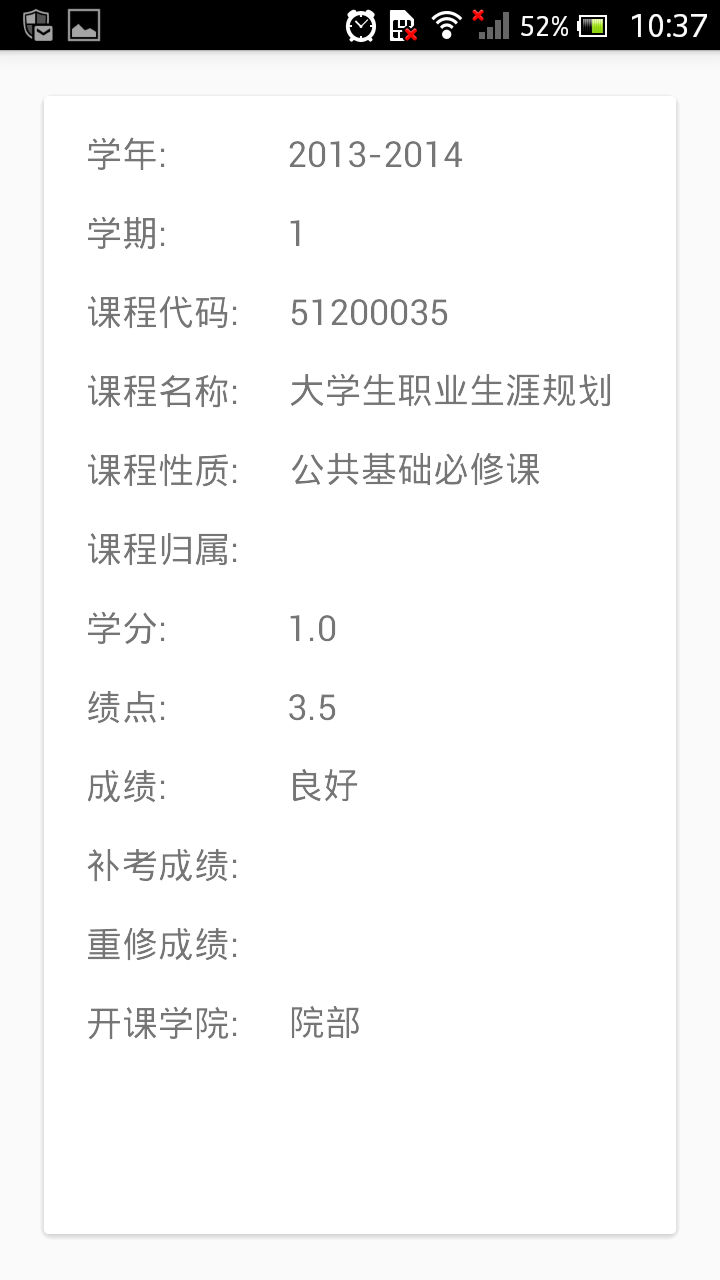 52% 10:37
学年: 2013-2014
学期: 1
课程代码: 51200035
课程名称: 大学生职业生涯规划
课程性质: 公共基础必修课
课程归属:
学分: 1.0
绩点: 3.5
成绩: 良好
补考成绩:
重修成绩:
开课学院: 院部